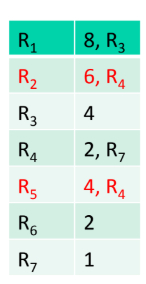 R₁ 8, R₃
R₂ 6, R₄
R₃ 4
R₄ 2, R₇
R₅ 4, R₄
R₆ 2
R₇ 1